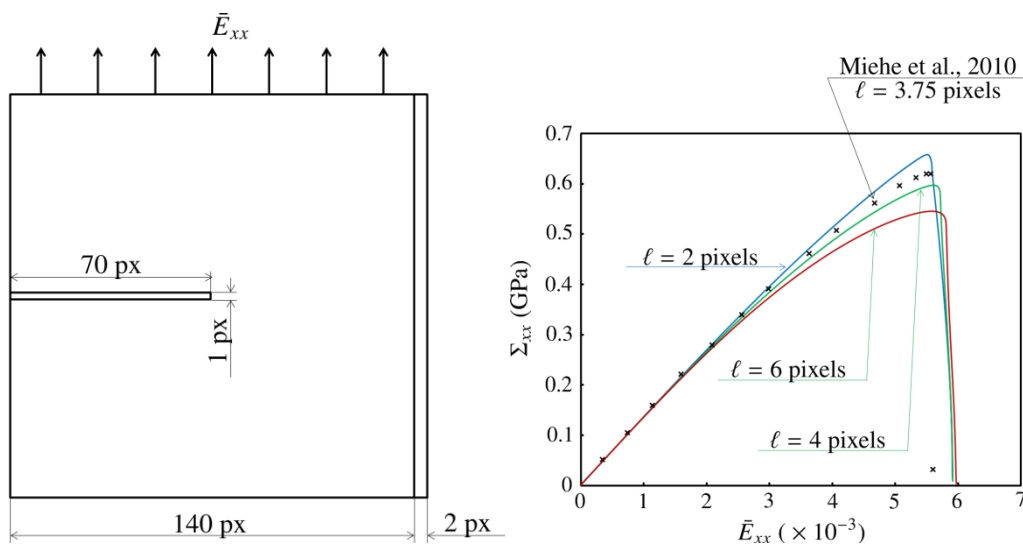 Ē_xx
70 px
1 px
140 px
2 px
Miehe et al., 2010
ℓ = 3.75 pixels
0.7
0.6
0.5
0.4
0.3
0.2
0.1
0
Σ_xx (GPa)
ℓ = 2 pixels
ℓ = 6 pixels
ℓ = 4 pixels
0 1 2 3 4 5 6 7
Ē_xx (× 10⁻³)